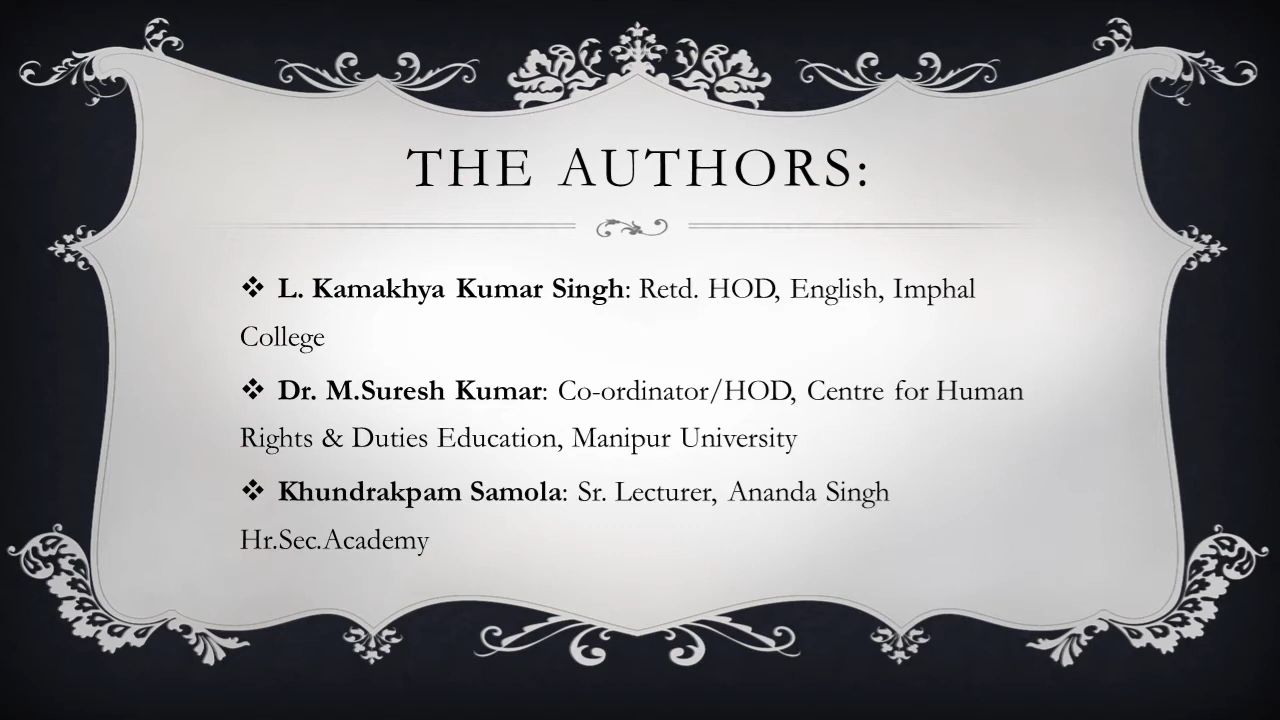 THE AUTHORS:
❖ L. Kamakhya Kumar Singh: Retd. HOD, English, Imphal
College
❖ Dr. M.Suresh Kumar: Co-ordinator/HOD, Centre for Human
Rights & Duties Education, Manipur University
❖ Khundrakpam Samola: Sr. Lecturer, Ananda Singh
Hr.Sec.Academy